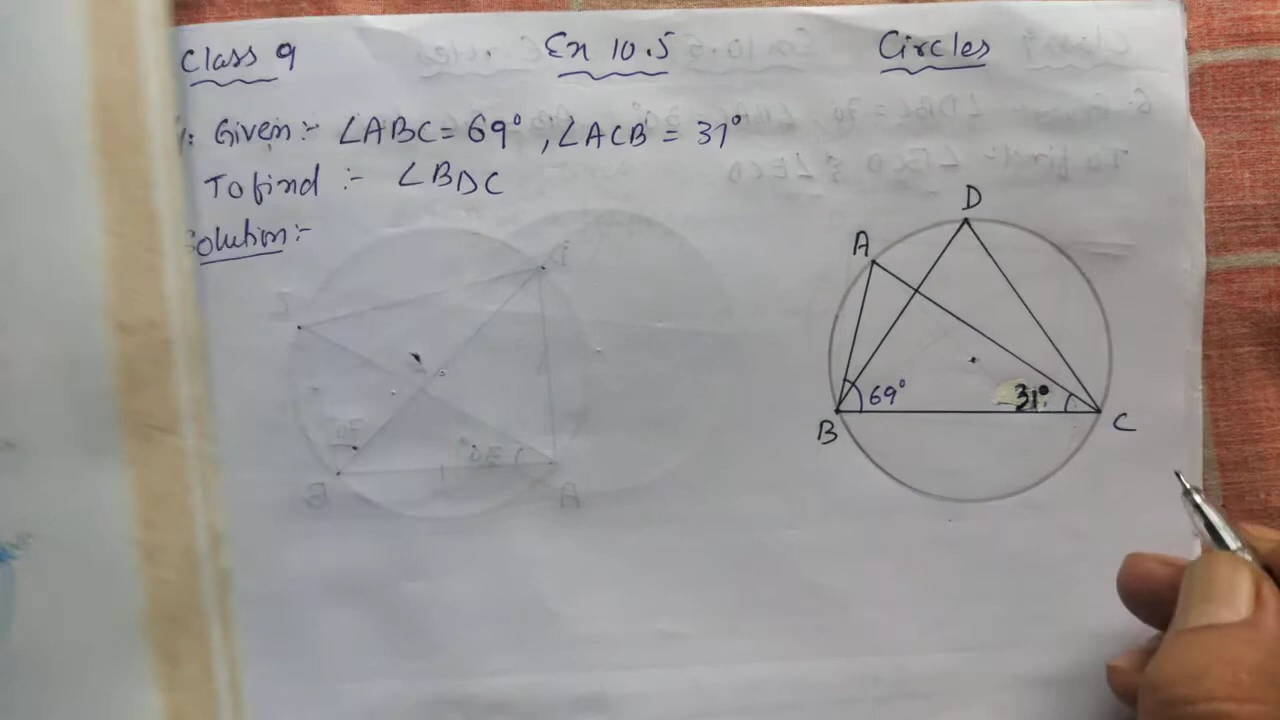 Class 9 Ex 10.5 Circles
Given:- ∠ABC = 69°, ∠ACB = 31°
To find :- ∠BDC
Solution:-
D
A
69° 31°
B C